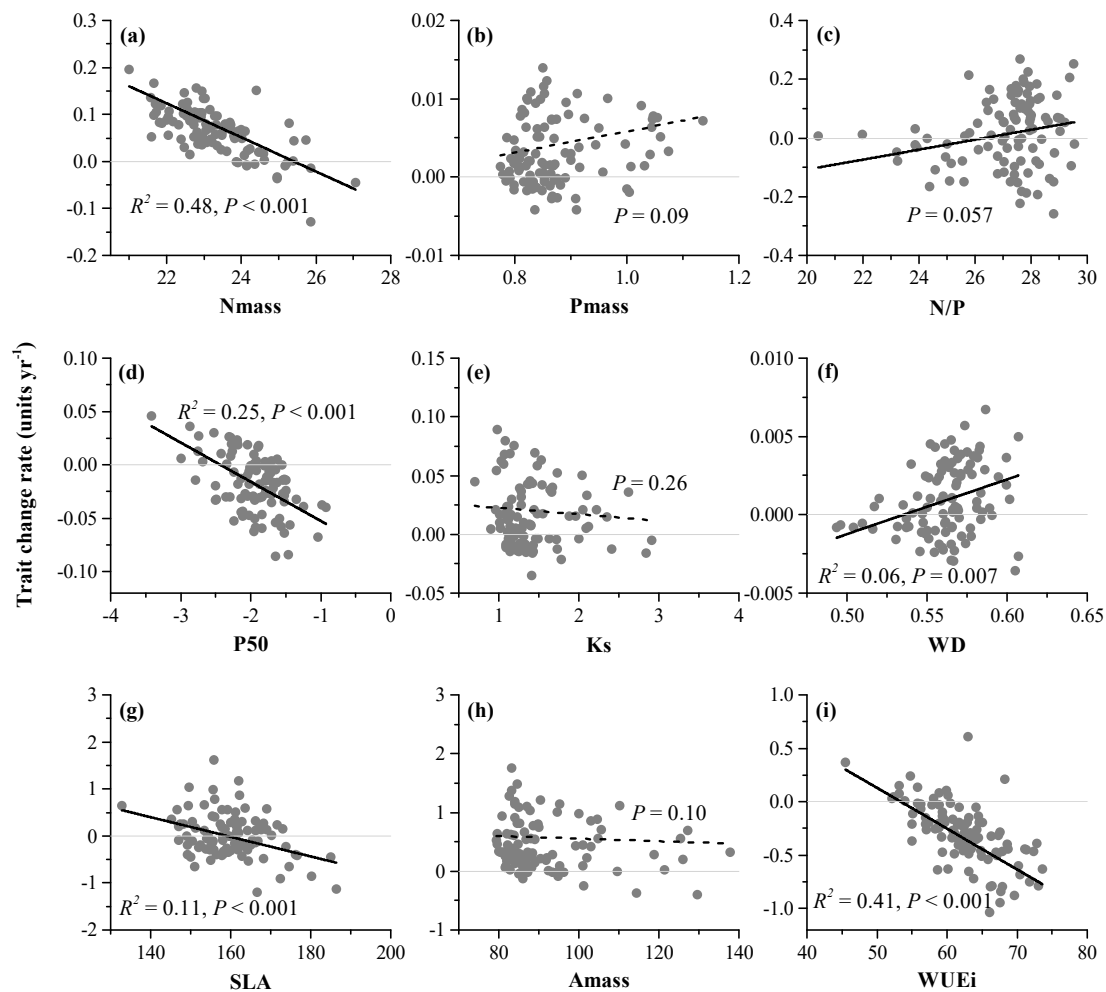 (a)
0.3
0.2
0.1
0.0
-0.1
-0.2
22 24 26 28
R² = 0.48, P < 0.001
Nmass
(b)
0.02
0.01
0.00
-0.01
0.8 1.0 1.2
P = 0.09
Pmass
(c)
0.4
0.2
0.0
-0.2
-0.4
20 25 30
P = 0.057
N/P
Trait change rate (units yr⁻¹)
(d)
0.10
0.05
0.00
-0.05
-0.10
-4 -3 -2 -1 0
R² = 0.25, P < 0.001
P50
(e)
0.15
0.10
0.05
0.00
-0.05
1 2 3 4
P = 0.26
Ks
(f)
0.010
0.005
0.000
-0.005
0.50 0.55 0.60 0.65
R² = 0.06, P = 0.007
WD
(g)
3
2
1
0
-1
-2
140 160 180 200
R² = 0.11, P < 0.001
SLA
(h)
3
2
1
0
-1
80 100 120 140
P = 0.10
Amass
(i)
1.0
0.5
0.0
-0.5
-1.0
40 50 60 70 80
R² = 0.41, P < 0.001
WUEi